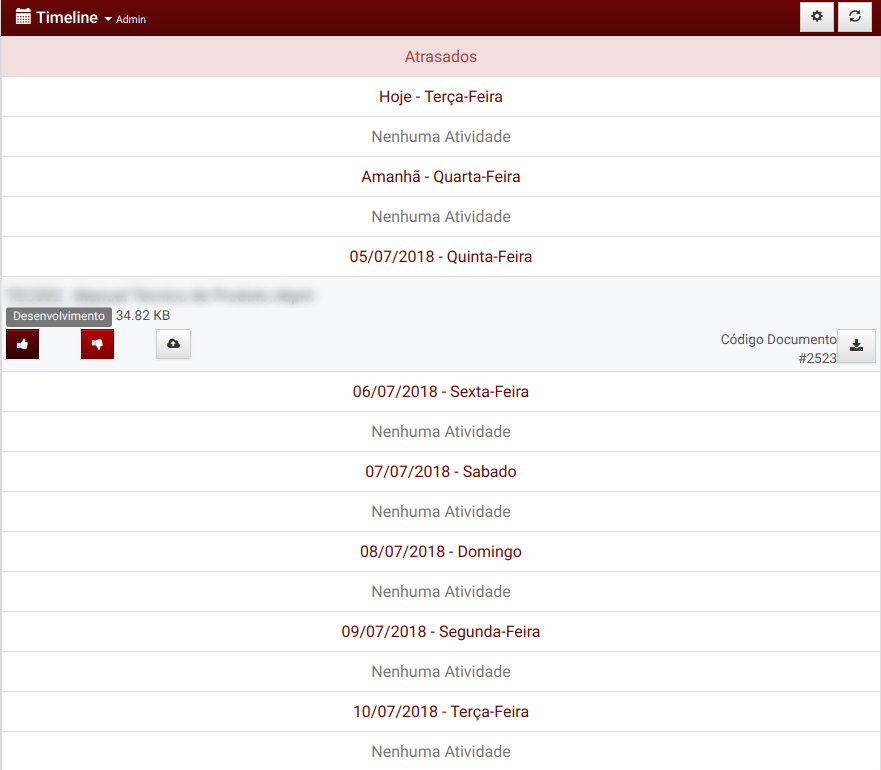 Timeline Admin
Atrasados
Hoje - Terça-Feira
Nenhuma Atividade
Amanhã - Quarta-Feira
Nenhuma Atividade
05/07/2018 - Quinta-Feira
Desenvolvimento 34.82 KB
Código Documento
#2523
06/07/2018 - Sexta-Feira
Nenhuma Atividade
07/07/2018 - Sabado
Nenhuma Atividade
08/07/2018 - Domingo
Nenhuma Atividade
09/07/2018 - Segunda-Feira
Nenhuma Atividade
10/07/2018 - Terça-Feira
Nenhuma Atividade